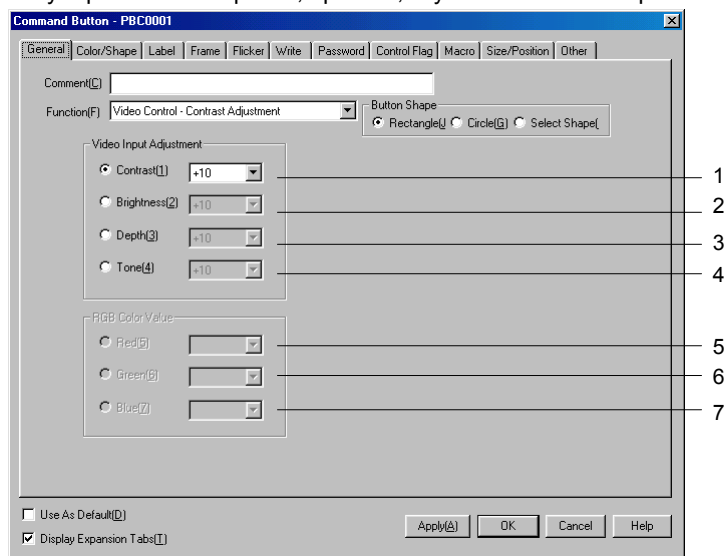 Command Button - PBC0001
General Color/Shape Label Frame Flicker Write Password Control Flag Macro Size/Position Other
Comment(C)
Function(F) Video Control - Contrast Adjustment
Button Shape
Rectangle(J Circle(G) Select Shape(
Video Input Adjustment
Contrast(1) +10 1
Brightness(2) +10 2
Depth(3) +10 3
Tone(4) +10 4
RGB Color Value
Red(5) 5
Green(6) 6
Blue(7) 7
Use As Default(D)
Display Expansion Tabs(T)
Apply(A) OK Cancel Help